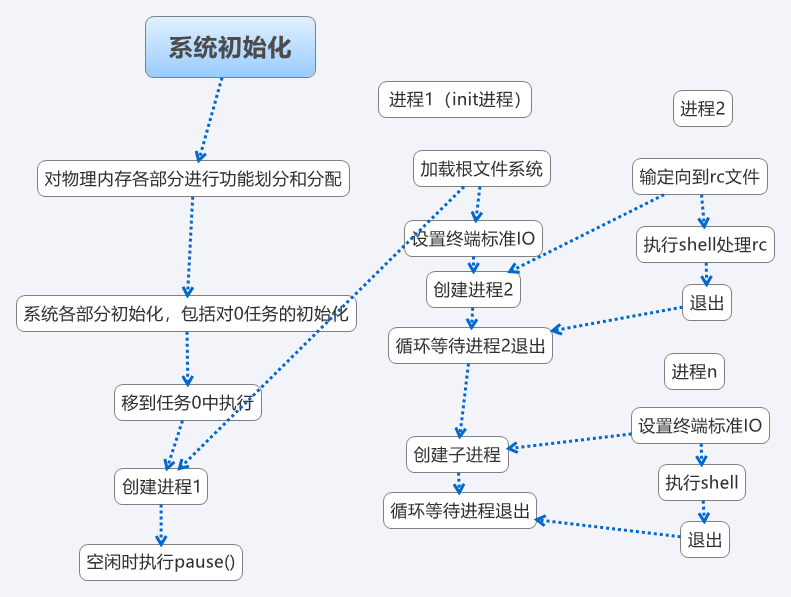 系统初始化
对物理内存各部分进行功能划分和分配
系统各部分初始化，包括对0任务的初始化
移到任务0中执行
创建进程1
空闲时执行pause()
进程1（init进程）
加载根文件系统
设置终端标准IO
创建进程2
循环等待进程2退出
创建子进程
循环等待进程退出
进程2
输定向到rc文件
执行shell处理rc
退出
进程n
设置终端标准IO
执行shell
退出